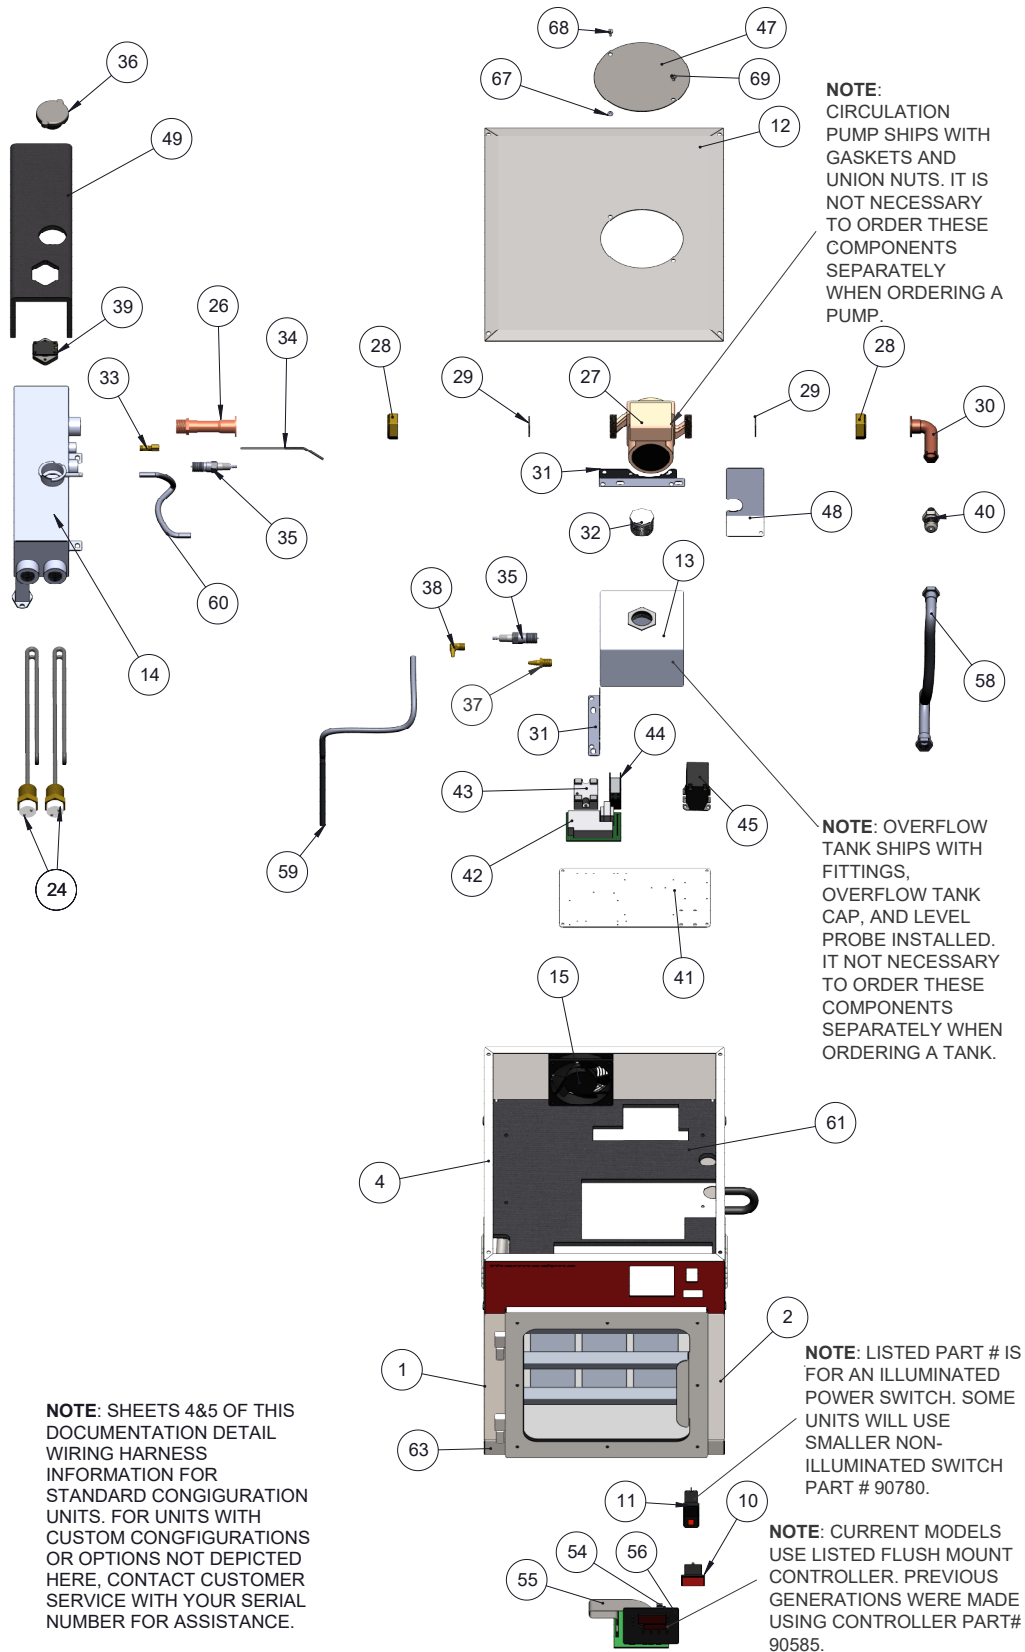 68
47
36
67
69
12
49
NOTE:
CIRCULATION
PUMP SHIPS WITH
GASKETS AND
UNION NUTS. IT IS
NOT NECESSARY
TO ORDER THESE
COMPONENTS
SEPARATELY
WHEN ORDERING A
PUMP.
39
26
34
28
29
27
29
28
33
30
31
35
32
48
40
60
38
35
13
14
37
58
31
44
43
45
59
42
24
41
NOTE: OVERFLOW
TANK SHIPS WITH
FITTINGS,
OVERFLOW TANK
CAP, AND LEVEL
PROBE INSTALLED.
IT NOT NECESSARY
TO ORDER THESE
COMPONENTS
SEPARATELY WHEN
ORDERING A TANK.
15
61
4
2
1
63
NOTE: LISTED PART # IS
FOR AN ILLUMINATED
POWER SWITCH. SOME
UNITS WILL USE
SMALLER NON-
ILLUMINATED SWITCH
PART # 90780.
NOTE: SHEETS 4&5 OF THIS
DOCUMENTATION DETAIL
WIRING HARNESS
INFORMATION FOR
STANDARD CONGIGURATION
UNITS. FOR UNITS WITH
CUSTOM CONGFIGURATIONS
OR OPTIONS NOT DEPICTED
HERE, CONTACT CUSTOMER
SERVICE WITH YOUR SERIAL
NUMBER FOR ASSISTANCE.
11
10
54
56
55
NOTE: CURRENT MODELS
USE LISTED FLUSH MOUNT
CONTROLLER. PREVIOUS
GENERATIONS WERE MADE
USING CONTROLLER PART#
90585.